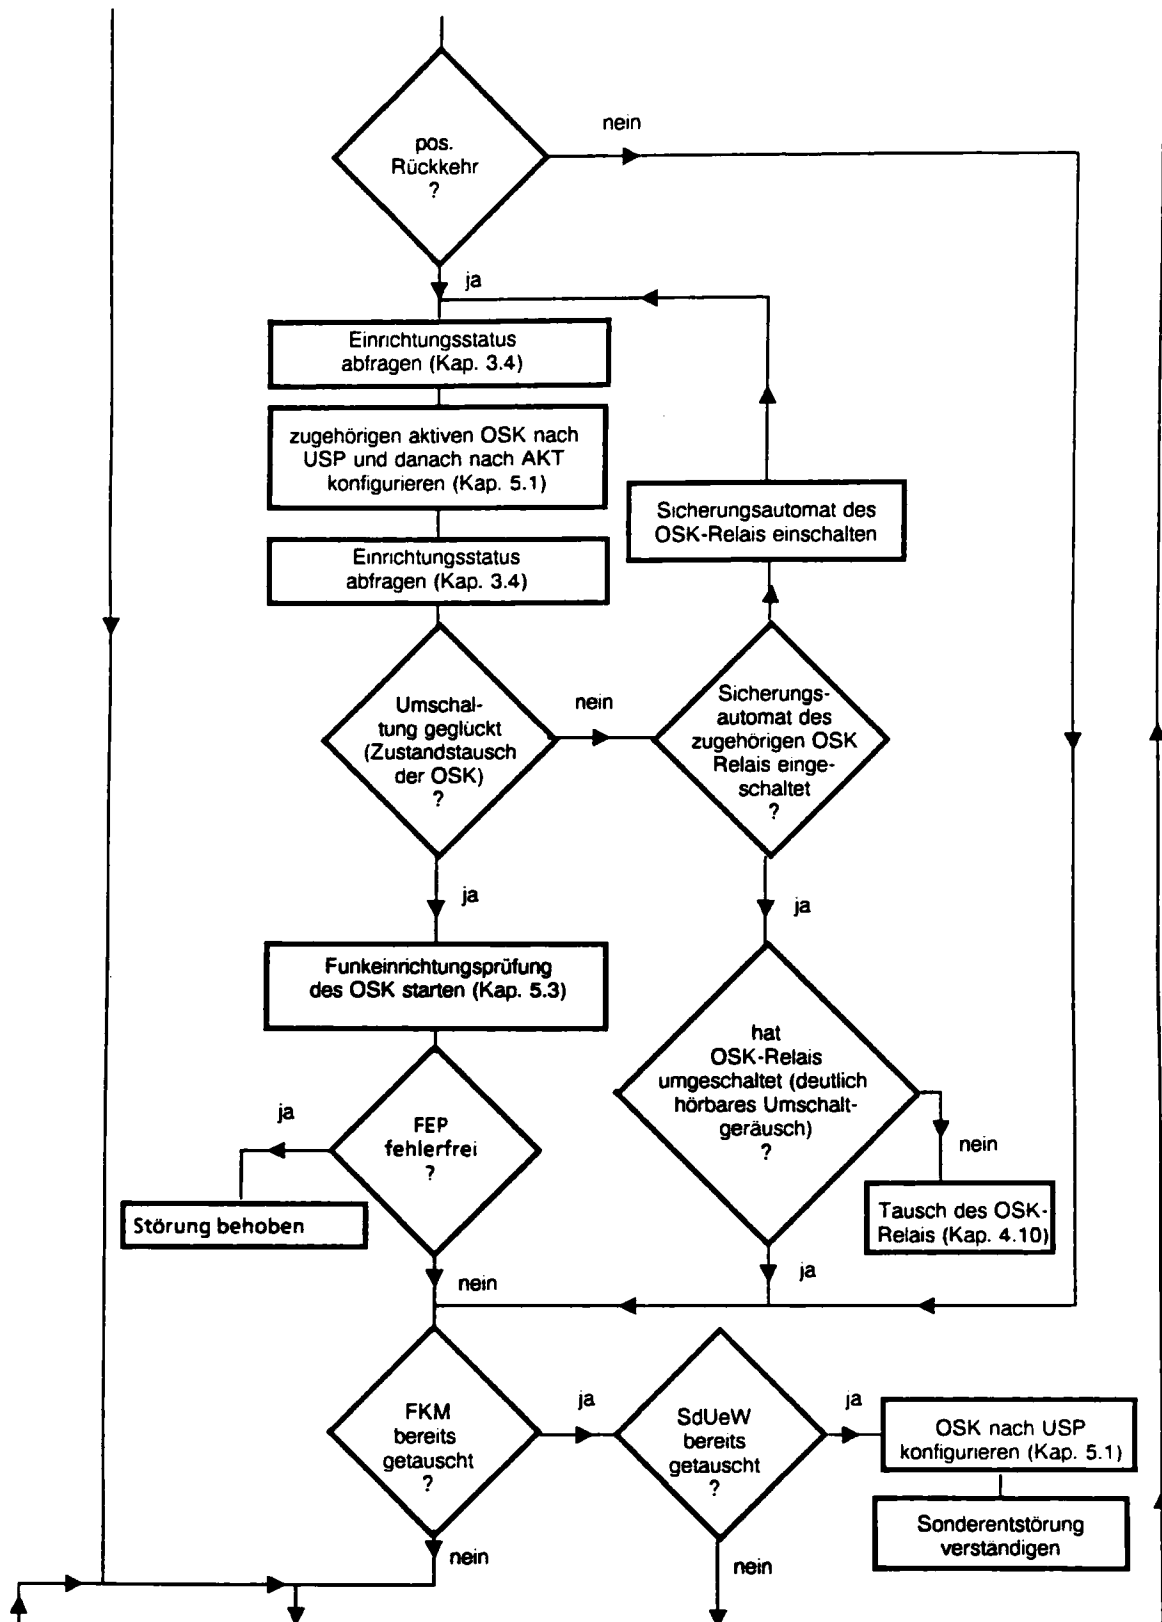 nein
pos.
Rückkehr
?
ja
Einrichtungsstatus
abfragen (Kap. 3.4)
zugehörigen aktiven OSK nach
USP und danach nach AKT
konfigurieren (Kap. 5.1)
Sicherungsautomat des
OSK-Relais einschalten
Einrichtungsstatus
abfragen (Kap. 3.4)
Umschal-
tung geglückt
(Zustandstausch
der OSK)
?
nein
Sicherungs-
automat des
zugehörigen OSK
Relais einge-
schaltet
?
ja
ja
Funkeinrichtungsprüfung
des OSK starten (Kap. 5.3)
hat
OSK-Relais
umgeschaltet (deutlich
hörbares Umschalt-
geräusch)
?
ja
FEP
fehlerfrei
?
nein
Störung behoben
Tausch des OSK-
Relais (Kap. 4.10)
nein
ja
FKM
bereits
getauscht
?
ja
SdUeW
bereits
getauscht
?
ja
OSK nach USP
konfigurieren (Kap. 5.1)
Sonderentstörung
verständigen
nein
nein